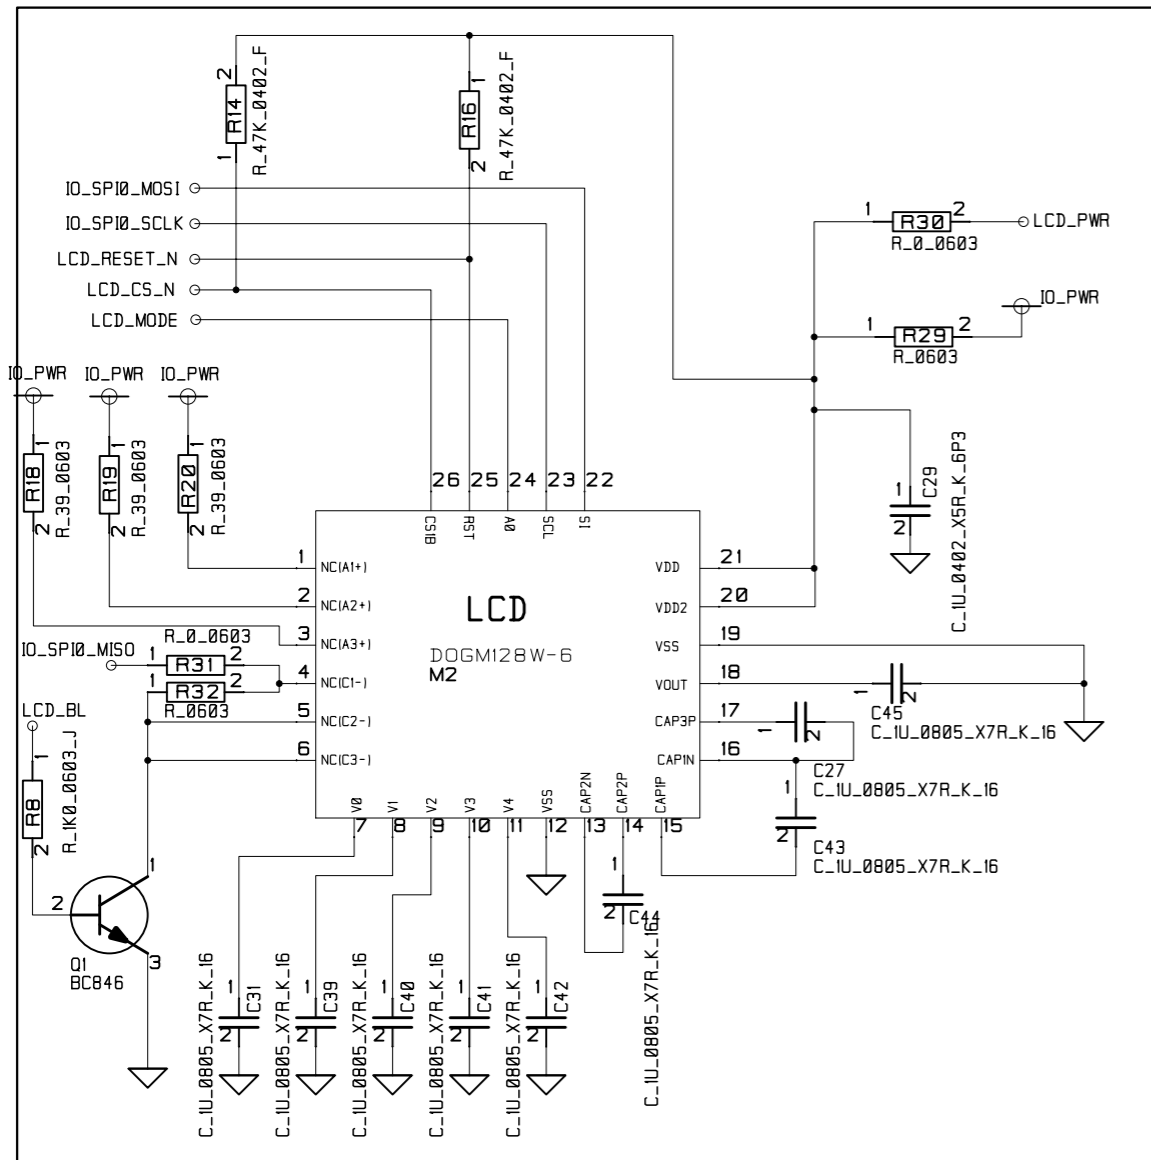 2
R14
1
R_47K_0402_F
1
R16
2
R_47K_0402_F
IO_SPI0_MOSI
IO_SPI0_SCLK
LCD_RESET_N
LCD_CS_N
LCD_MODE
1 R30 2
LCD_PWR
R_0_0603
IO_PWR
1 R29 2
R_0603
IO_PWR
IO_PWR
IO_PWR
1
R18
2
R_39_0603
1
R19
2
R_39_0603
1
R20
2
R_39_0603
26 25 24 23 22
CS1B RST A0 SCL SI
1
2
C29
C_1U_0402_X5R_K_6P3
1 NC(A1+)
2 NC(A2+)
3 NC(A3+)
4 NC(C1-)
5 NC(C2-)
6 NC(C3-)
LCD
DOGM128W-6
M2
VDD 21
VDD2 20
VSS 19
VOUT 18
CAP3P 17
CAP1N 16
R_0_0603
IO_SPI0_MISO
1 R31 2
1 R32 2
R_0603
LCD_BL
1
R8
2
R_1K0_0603_J
1 2
C45
C_1U_0805_X7R_K_16
1 2
C27
C_1U_0805_X7R_K_16
1
2
C43
C_1U_0805_X7R_K_16
V0 V1 V2 V3 V4 VSS CAP2N CAP2P CAP1P
7 8 9 10 11 12 13 14 15
1
2
3
Q1
BC846
1
2
C44
C_1U_0805_X7R_K_16
1
2
C31
C_1U_0805_X7R_K_16
1
2
C39
C_1U_0805_X7R_K_16
1
2
C40
C_1U_0805_X7R_K_16
1
2
C41
C_1U_0805_X7R_K_16
1
2
C42
C_1U_0805_X7R_K_16